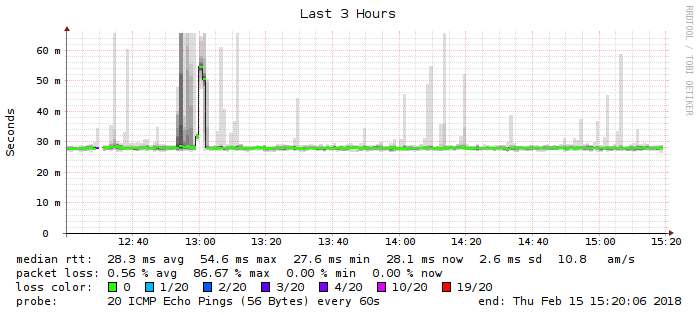 Last 3 Hours
RRDTOOL / TOBI OETIKER
Seconds
60 m
50 m
40 m
30 m
20 m
10 m
0
12:40 13:00 13:20 13:40 14:00 14:20 14:40 15:00 15:20
median rtt: 28.3 ms avg 54.6 ms max 27.6 ms min 28.1 ms now 2.6 ms sd 10.8 am/s
packet loss: 0.56 % avg 86.67 % max 0.00 % min 0.00 % now
loss color: 0 1/20 2/20 3/20 4/20 10/20 19/20
probe: 20 ICMP Echo Pings (56 Bytes) every 60s end: Thu Feb 15 15:20:06 2018